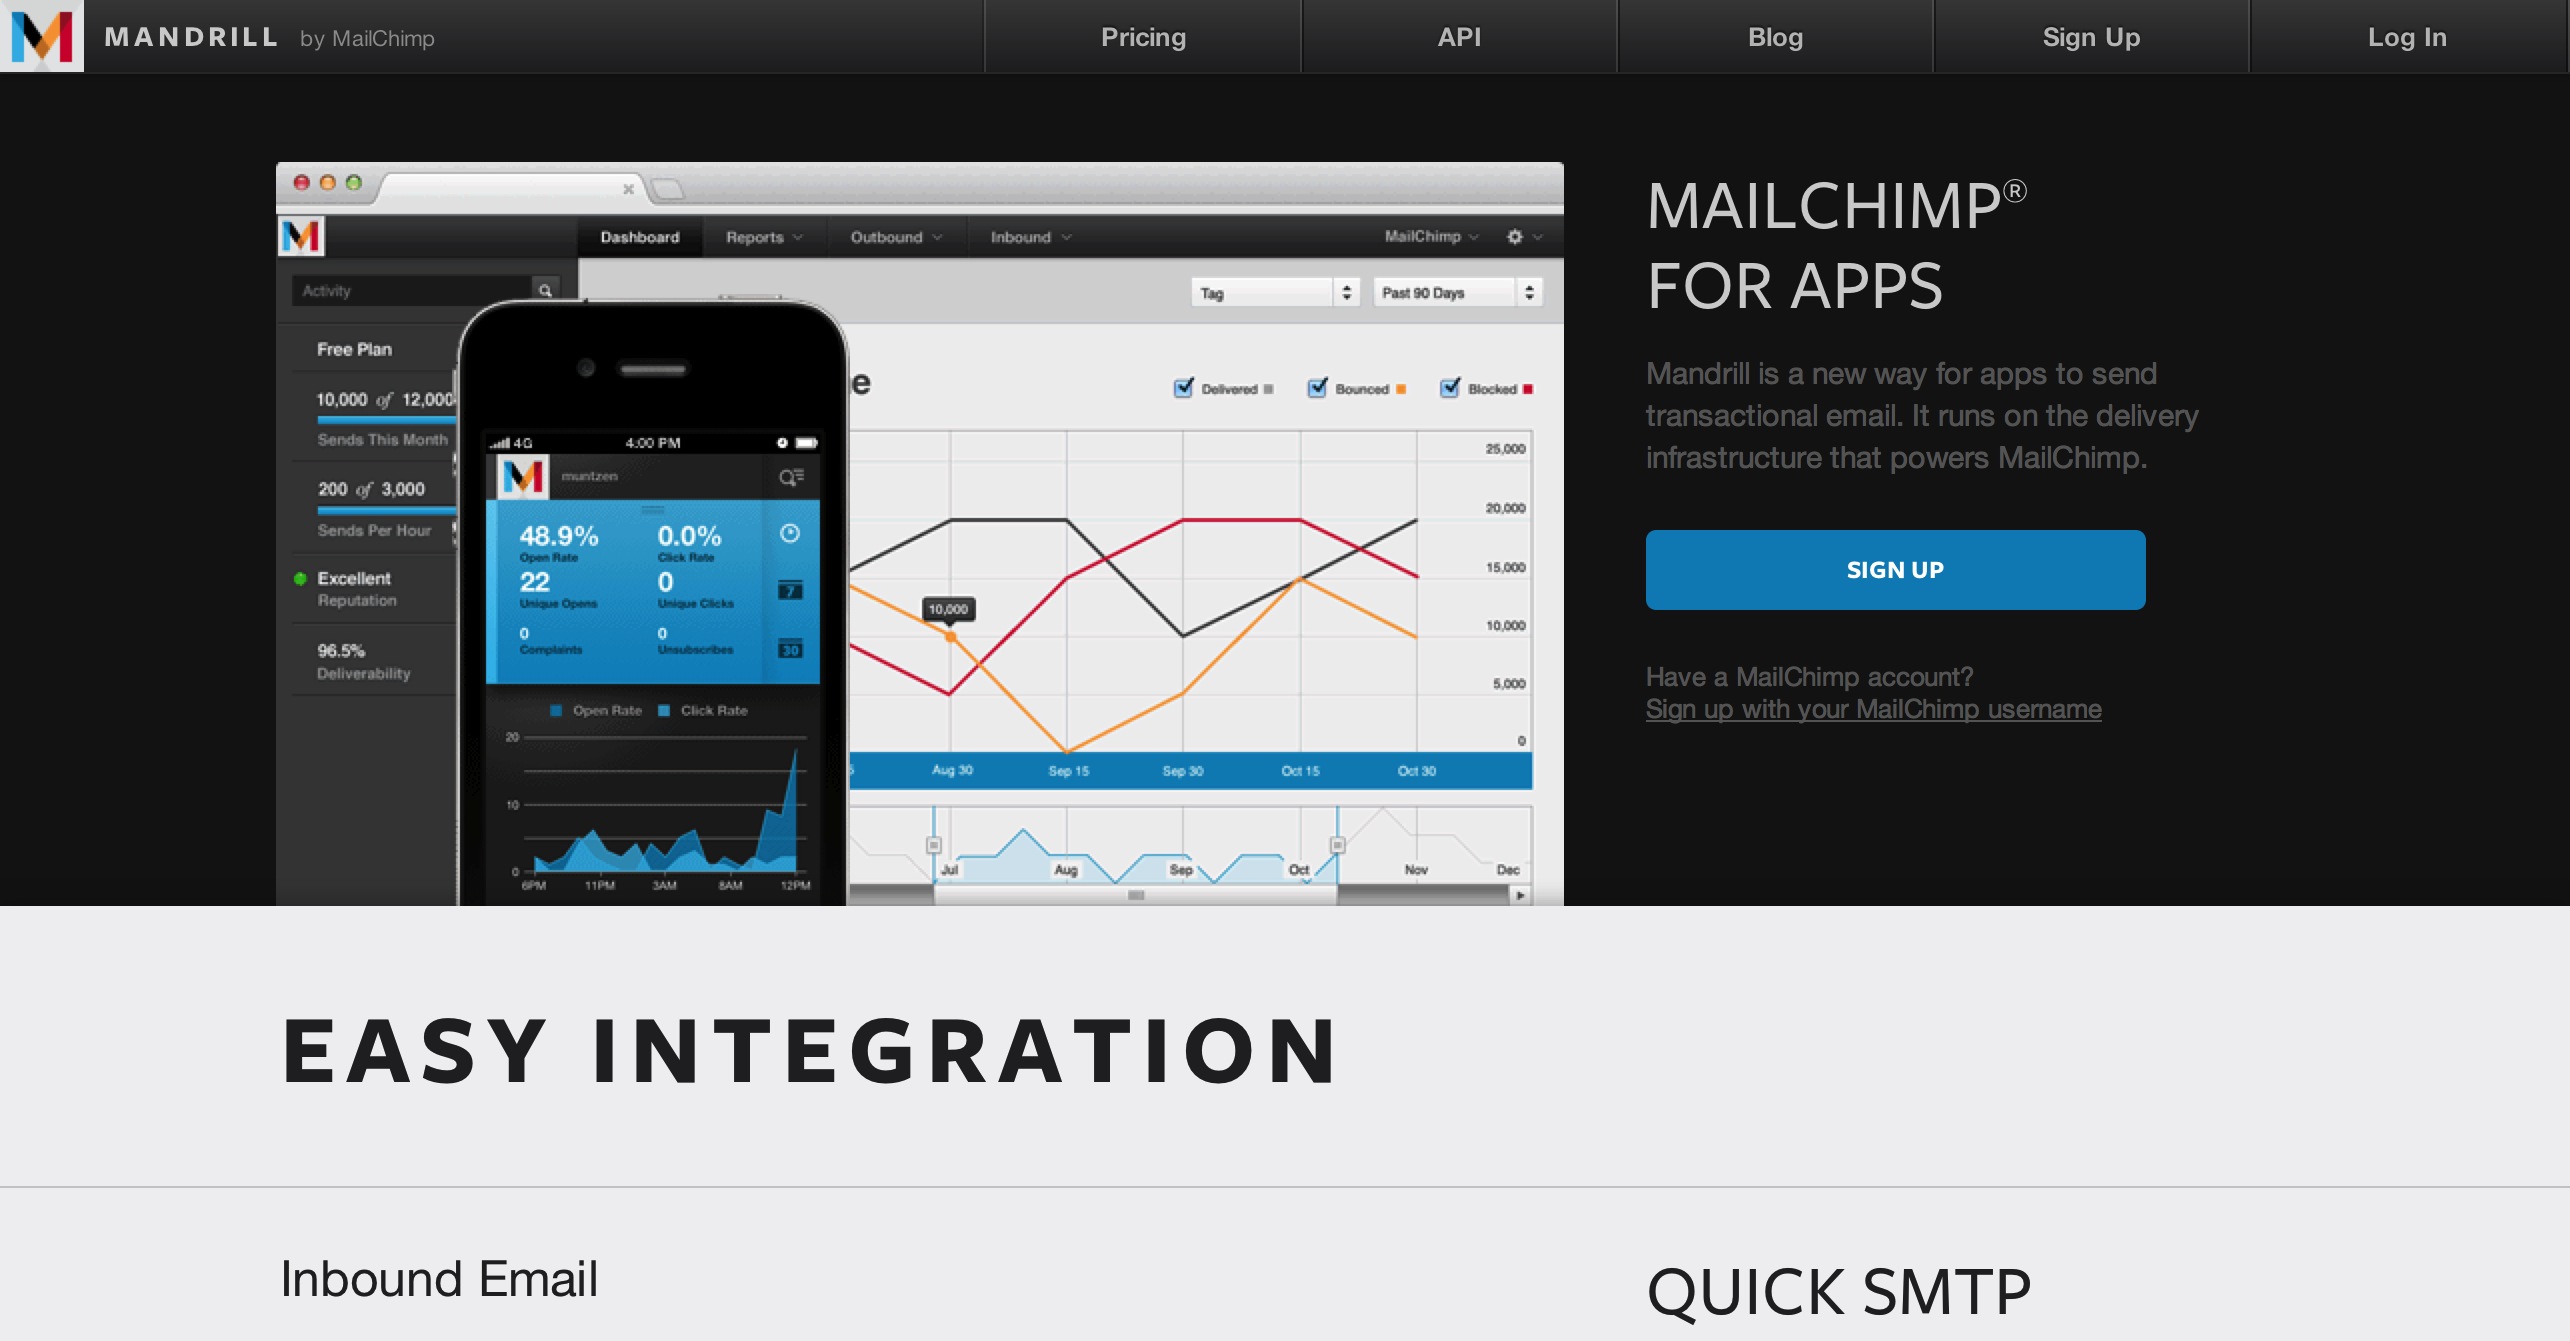 MANDRILL by MailChimp
Pricing
API
Blog
Sign Up
Log In
Dashboard
Reports
Outbound
Inbound
MailChimp
Activity
Tag
Past 90 Days
Free Plan
10,000 of 12,000
Sends This Month
200 of 3,000
Sends Per Hour
Excellent
Reputation
96.5%
Deliverability
4G 4:00 PM
muntzen
48.9% 0.0%
Open Rate Click Rate
22 0
Unique Opens Unique Clicks
0 0
Complaints Unsubscribes
7
30
Open Rate Click Rate
20
10
0
6PM 11PM 3AM 8AM 12PM
e
Delivered Bounced Blocked
25,000
20,000
15,000
10,000
10,000
5,000
0
5 Aug 30 Sep 15 Sep 30 Oct 15 Oct 30
Jul Aug Sep Oct Nov Dec
MAILCHIMP®
FOR APPS
Mandrill is a new way for apps to send
transactional email. It runs on the delivery
infrastructure that powers MailChimp.
SIGN UP
Have a MailChimp account?
Sign up with your MailChimp username
EASY INTEGRATION
Inbound Email
QUICK SMTP